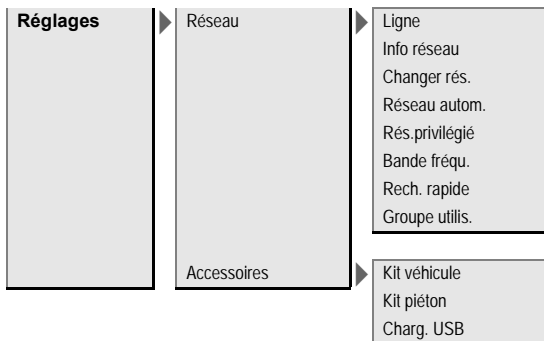 Réglages
Réseau
Ligne
Info réseau
Changer rés.
Réseau autom.
Rés.privilégié
Bande fréqu.
Rech. rapide
Groupe utilis.
Accessoires
Kit véhicule
Kit piéton
Charg. USB